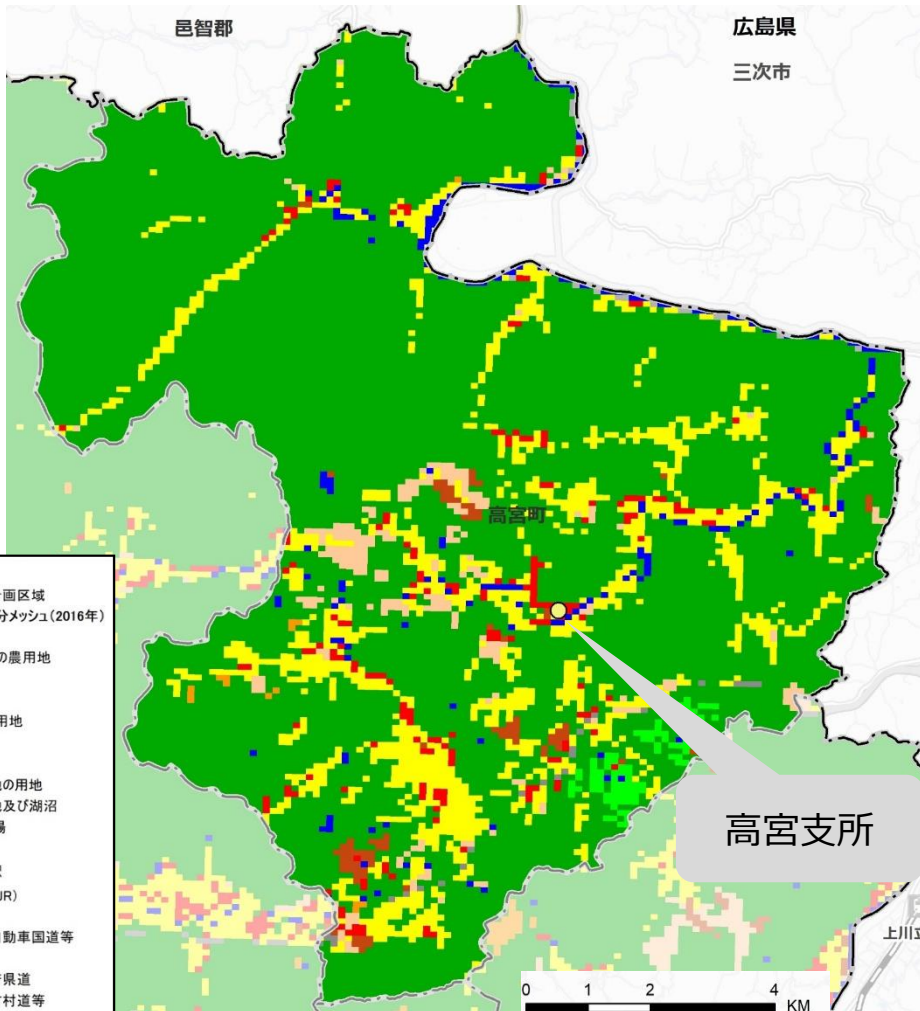 邑智郡
広島県
三次市
高宮町
画区域
分メッシュ(2016年)
の農用地
用地
の用地
及び湖沼
JR)
動車国道等
県道
村道等
高宮支所
上川立
0 1 2 4
KM